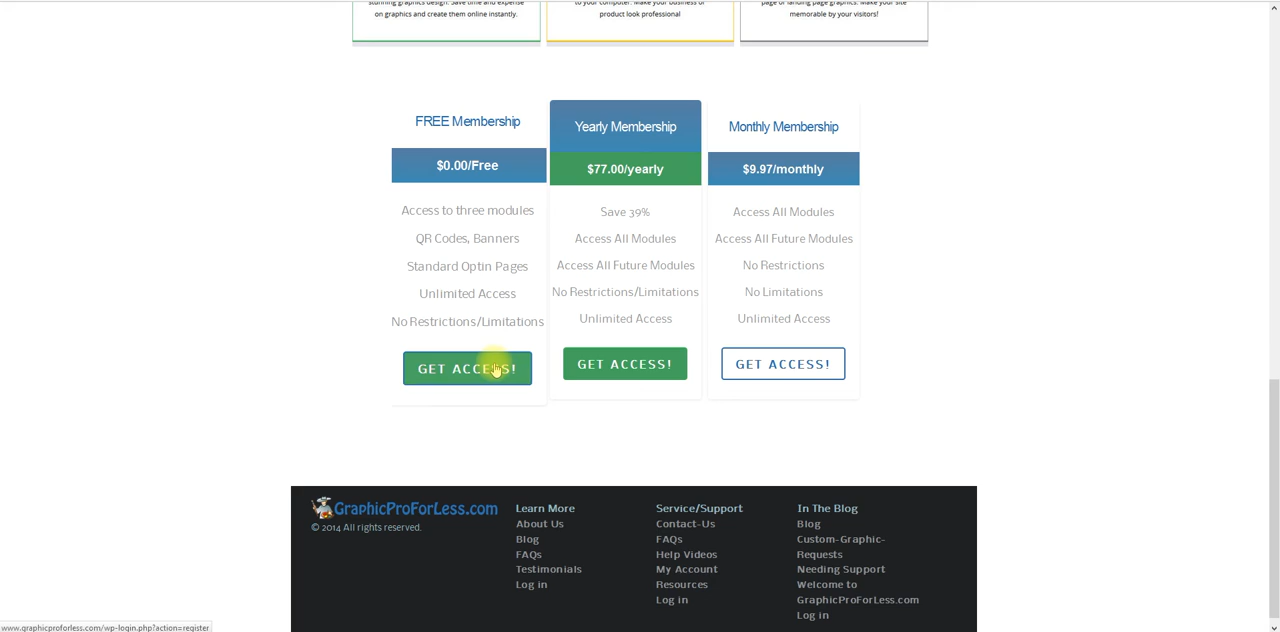 stunning graphics design. Save time and expense
on graphics and create them online instantly.
to your computer. Make your business or
product look professional
page or landing page graphics. Make your site
memorable by your visitors!
FREE Membership
$0.00/Free
Access to three modules
QR Codes, Banners
Standard Optin Pages
Unlimited Access
No Restrictions/Limitations
GET ACCESS!
Yearly Membership
$77.00/yearly
Save 39%
Access All Modules
Access All Future Modules
No Restrictions/Limitations
Unlimited Access
GET ACCESS!
Monthly Membership
$9.97/monthly
Access All Modules
Access All Future Modules
No Restrictions
No Limitations
Unlimited Access
GET ACCESS!
GraphicProForLess.com
© 2014 All rights reserved.
Learn More
About Us
Blog
FAQs
Testimonials
Log in
Service/Support
Contact-Us
FAQs
Help Videos
My Account
Resources
Log in
In The Blog
Blog
Custom-Graphic-
Requests
Needing Support
Welcome to
GraphicProForLess.com
Log in
www.graphicproforless.com/wp-login.php?action=register